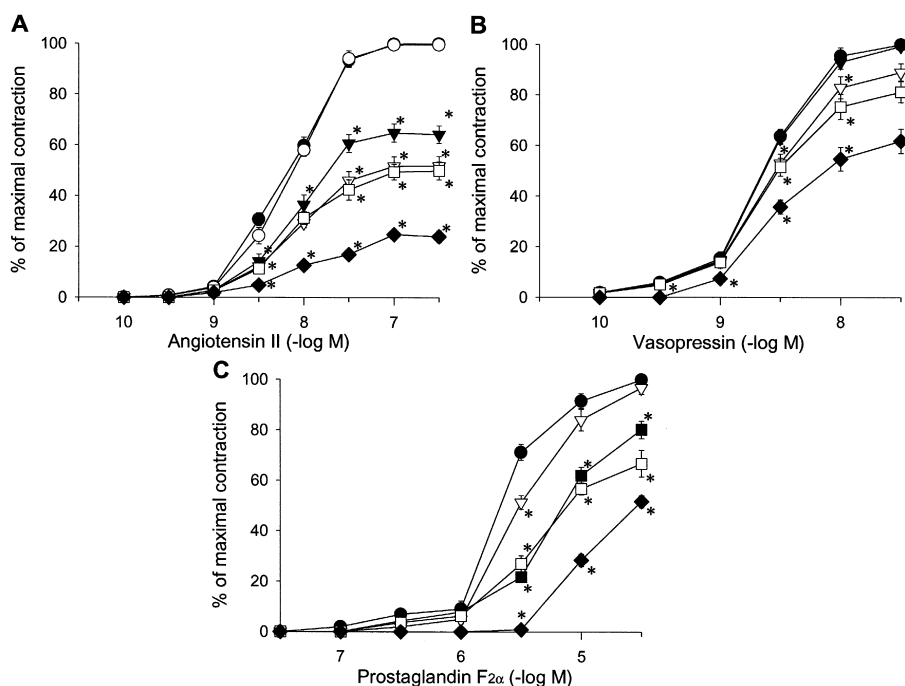 A
% of maximal contraction
100
80
60
40
20
0
* * * * * * * * * * * * * * * * *
10 9 8 7
Angiotensin II (-log M)
B
% of maximal contraction
100
80
60
40
20
0
* * * * * * * *
10 9 8
Vasopressin (-log M)
C
% of maximal contraction
100
80
60
40
20
0
* * * * * * * * * *
7 6 5
Prostaglandin F2α (-log M)